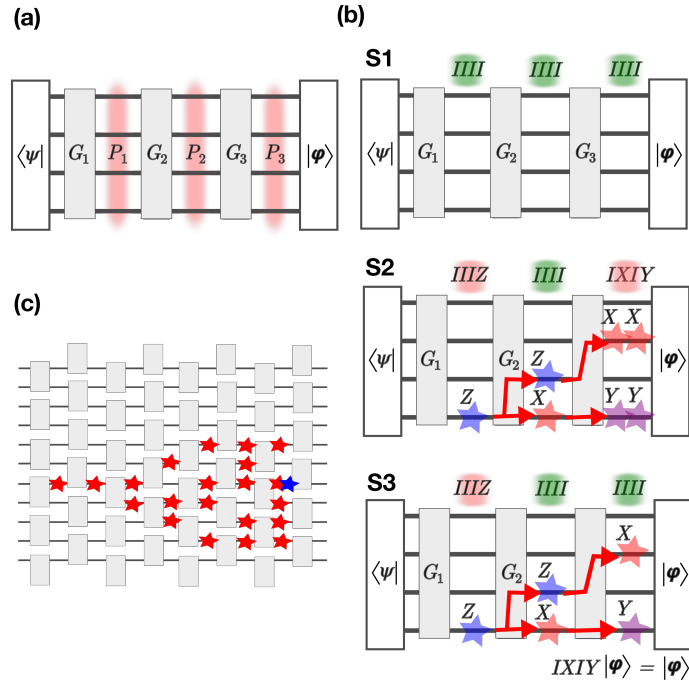 (a)
⟨ψ| G₁ P₁ G₂ P₂ G₃ P₃ |φ⟩
(b)
S1
IIII IIII IIII
⟨ψ| G₁ G₂ G₃ |φ⟩
S2
IIIZ IIII IXIY
X X
⟨ψ| G₁ G₂ Z |φ⟩
Z X Y Y
S3
IIIZ IIII IIII
X
⟨ψ| G₁ G₂ Z |φ⟩
Z X Y
IXIY |φ⟩ = |φ⟩
(c)